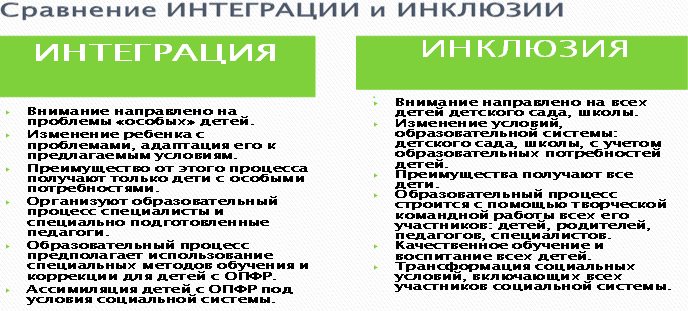 Сравнение ИНТЕГРАЦИИ и ИНКЛЮЗИИ
ИНТЕГРАЦИЯ
Внимание направлено на
проблемы «особых» детей.
Изменение ребенка с
проблемами, адаптация его к
предлагаемым условиям.
Преимущество от этого процесса
получают только дети с особыми
потребностями.
Организуют образовательный
процесс специалисты и
специально подготовленные
педагоги.
Образовательный процесс
предполагает использование
специальных методов обучения и
коррекции для детей с ОПФР.
Ассимиляция детей с ОПФР под
условия социальной системы.
ИНКЛЮЗИЯ
Внимание направлено на всех
детей детского сада, школы.
Изменение условий,
образовательной системы:
детского сада, школы, с учетом
образовательных потребностей
детей.
Преимущества получают все
дети.
Образовательный процесс
строится с помощью творческой
командной работы всех его
участников: детей, родителей,
педагогов, специалистов.
Качественное обучение и
воспитание всех детей.
Трансформация социальных
условий, включающих всех
участников социальной системы.